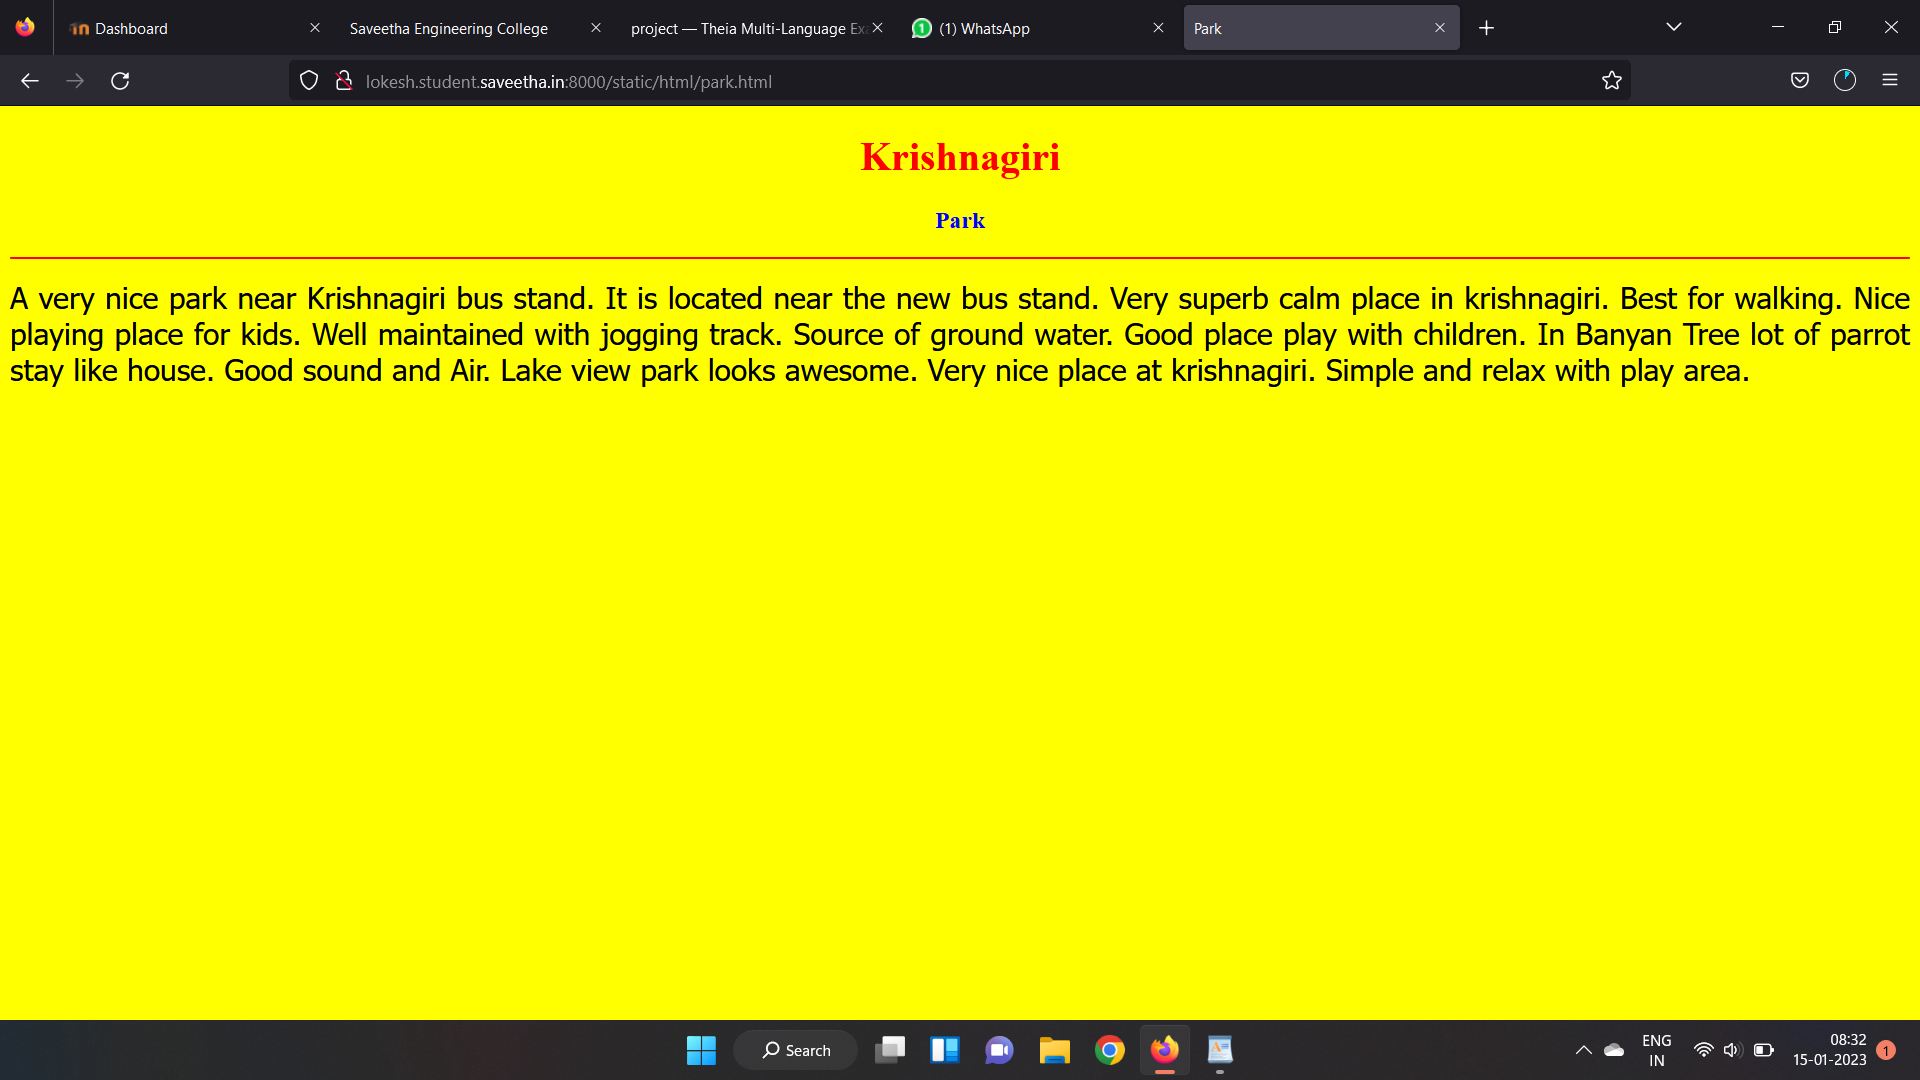 Dashboard
Saveetha Engineering College
project — Theia Multi-Language Exa
(1) WhatsApp
Park
lokesh.student.saveetha.in:8000/static/html/park.html
Krishnagiri
Park
A very nice park near Krishnagiri bus stand. It is located near the new bus stand. Very superb calm place in krishnagiri. Best for walking. Nice
playing place for kids. Well maintained with jogging track. Source of ground water. Good place play with children. In Banyan Tree lot of parrot
stay like house. Good sound and Air. Lake view park looks awesome. Very nice place at krishnagiri. Simple and relax with play area.
Search
ENG
IN
08:32
15-01-2023
1